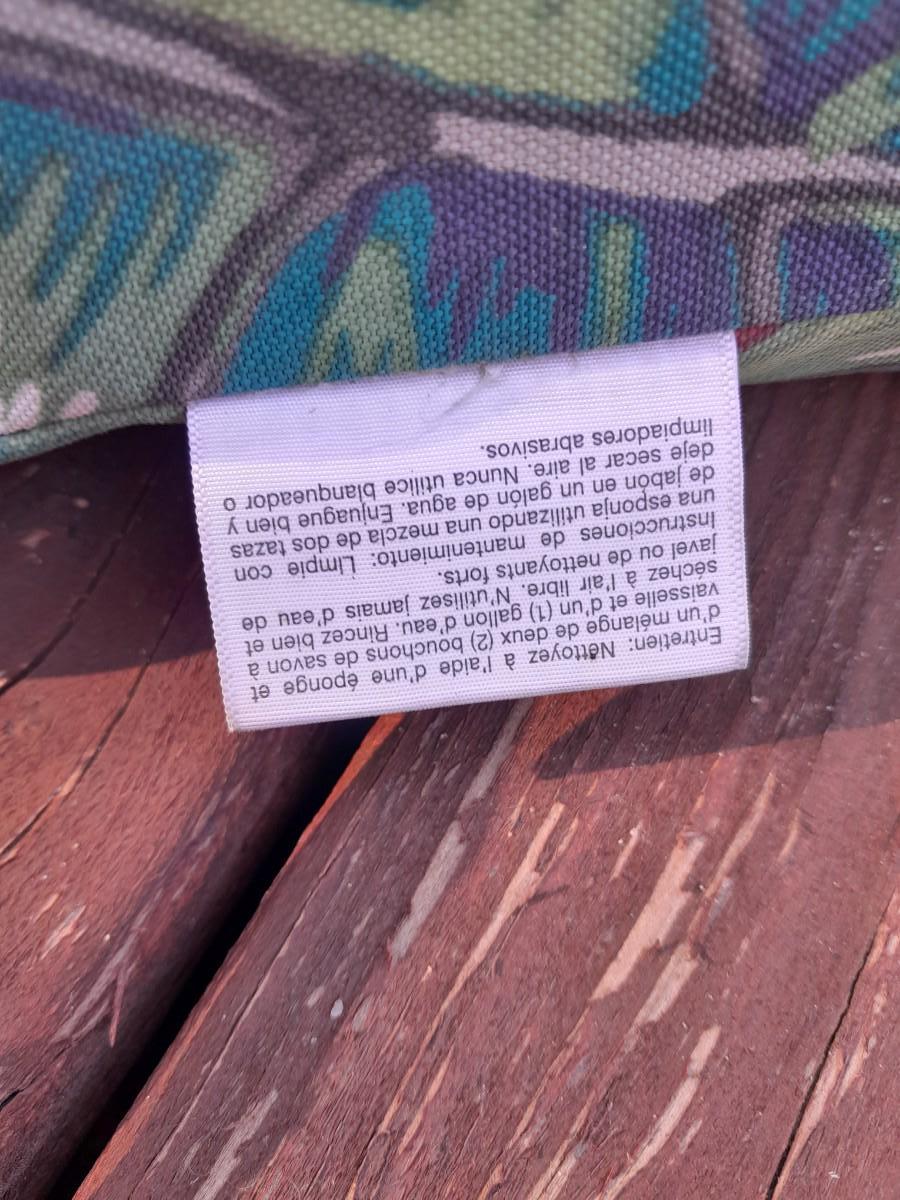 Entretien: Nettoyez à l'aide d'une éponge et
d'un mélange de deux (2) bouchons de savon à
vaisselle et d'un (1) gallon d'eau. Rincez bien et
séchez à l'air libre. N'utilisez jamais d'eau de
javel ou de nettoyants forts.
Instrucciones de mantenimiento: Limpie con
una esponja utilizando una mezcla de dos tazas
de jabón en un galón de agua. Enjuague bien y
deje secar al aire. Nunca utilice blanqueador o
limpiadores abrasivos.